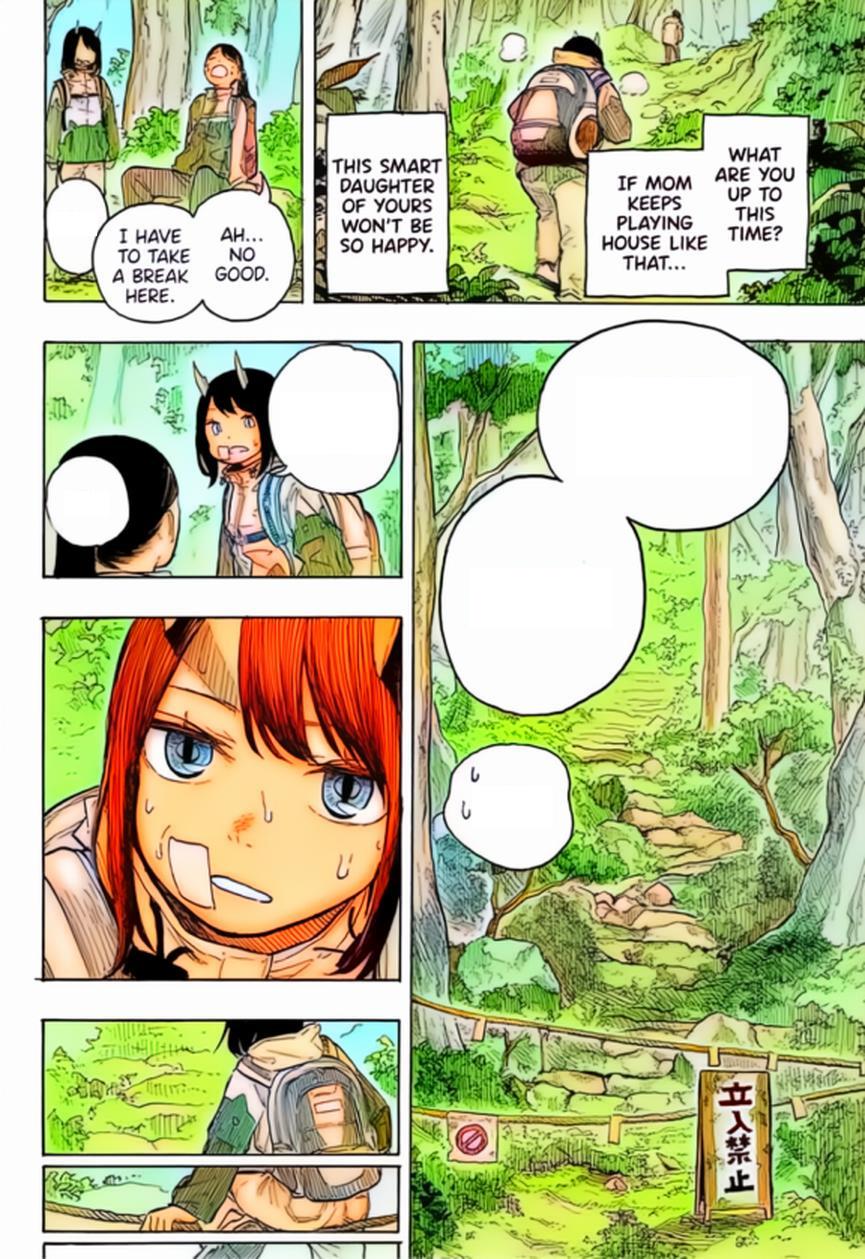 WHAT
ARE YOU
UP TO
THIS
TIME?
IF MOM
KEEPS
PLAYING
HOUSE LIKE
THAT...
THIS SMART
DAUGHTER
OF YOURS
WON'T BE
SO HAPPY.
AH...
NO
GOOD.
I HAVE
TO TAKE
A BREAK
HERE.
立入禁止